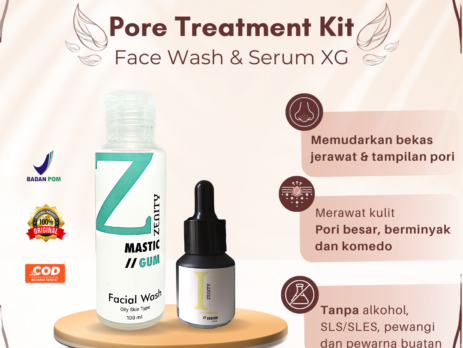 Pore Treatment Kit
Face Wash & Serum XG
Memudarkan bekas
jerawat & tampilan pori
BADAN POM
100%
ORIGINAL
COD
Z
ZENITY
MASTIC
// GUM
Facial Wash
Oily Skin Type
100 ml
ZENITY
Merawat kulit
Pori besar, berminyak
dan komedo
Tanpa alkohol,
SLS/SLES, pewangi
dan pewarna buatan